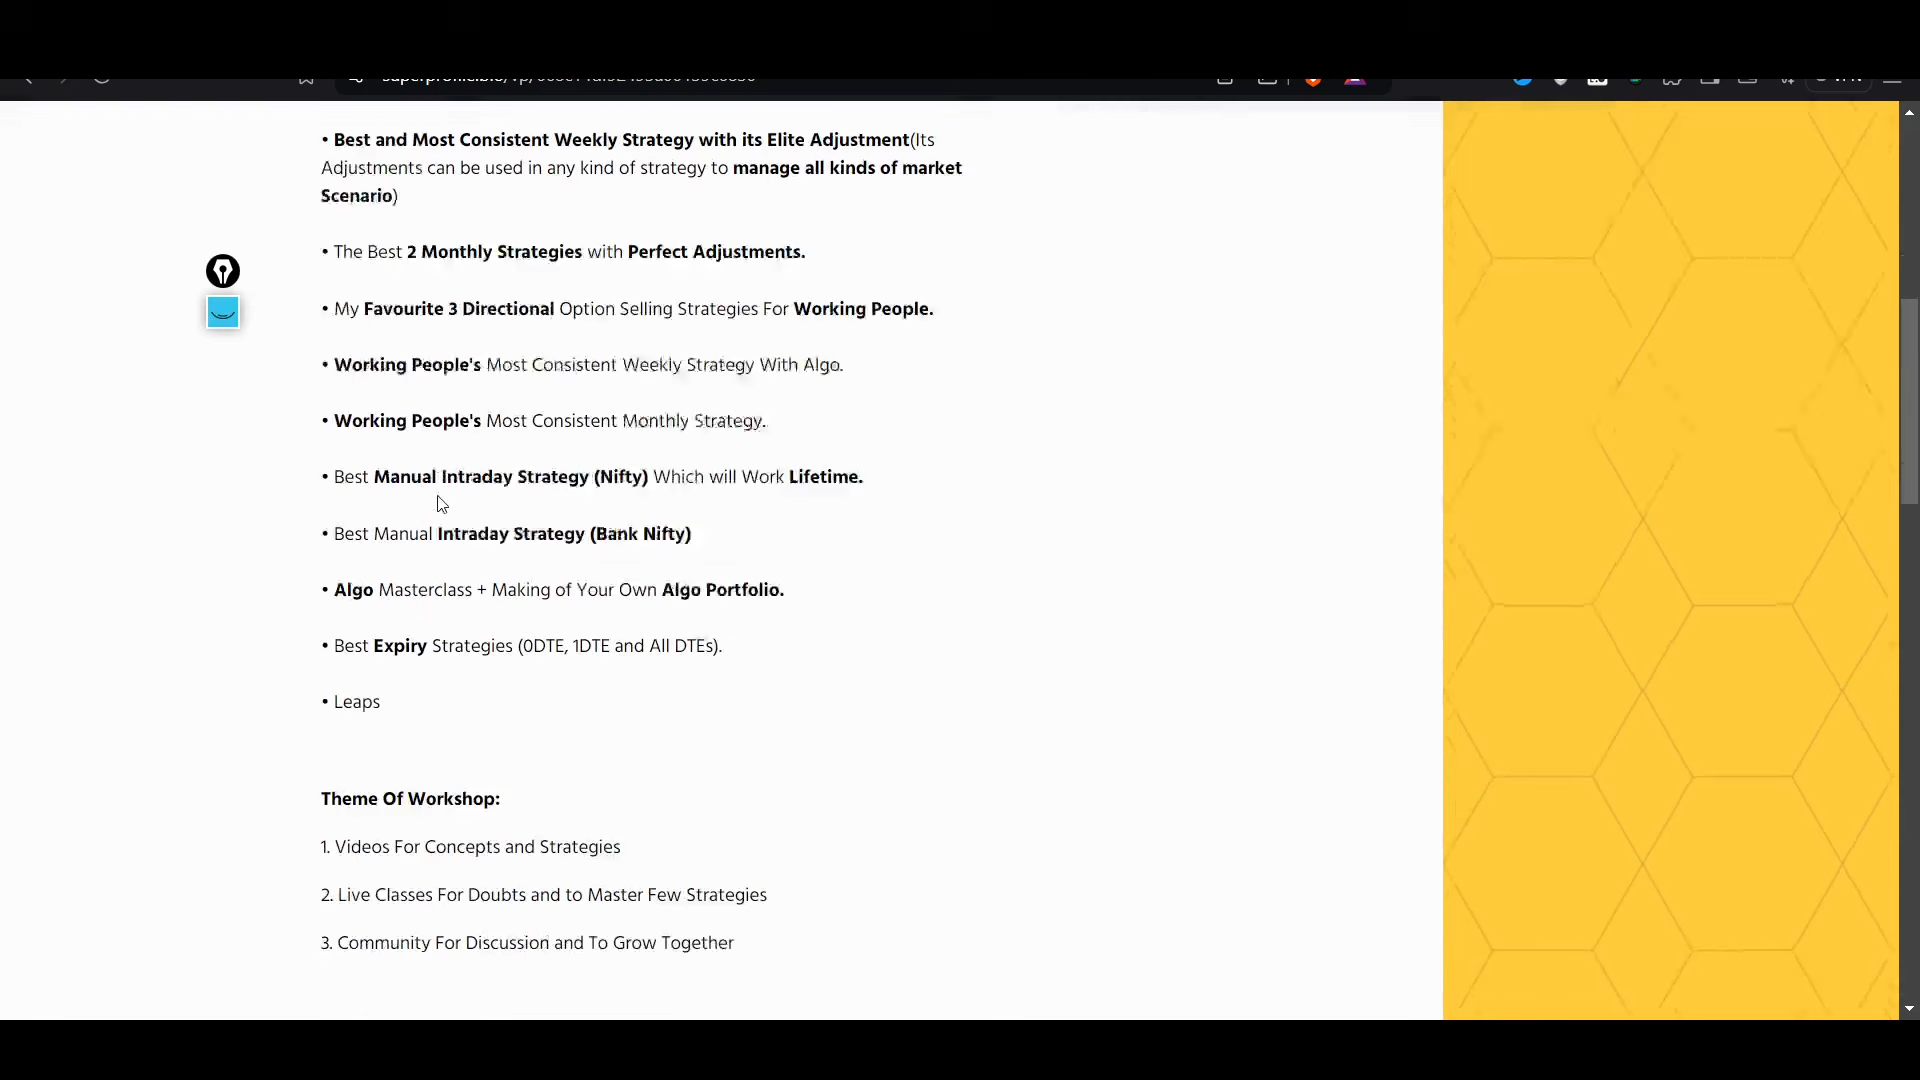 • Best and Most Consistent Weekly Strategy with its Elite Adjustment(Its
Adjustments can be used in any kind of strategy to manage all kinds of market
Scenario)
• The Best 2 Monthly Strategies with Perfect Adjustments.
• My Favourite 3 Directional Option Selling Strategies For Working People.
• Working People's Most Consistent Weekly Strategy With Algo.
• Working People's Most Consistent Monthly Strategy.
• Best Manual Intraday Strategy (Nifty) Which will Work Lifetime.
• Best Manual Intraday Strategy (Bank Nifty)
• Algo Masterclass + Making of Your Own Algo Portfolio.
• Best Expiry Strategies (0DTE, 1DTE and All DTEs).
• Leaps
Theme Of Workshop:
1. Videos For Concepts and Strategies
2. Live Classes For Doubts and to Master Few Strategies
3. Community For Discussion and To Grow Together